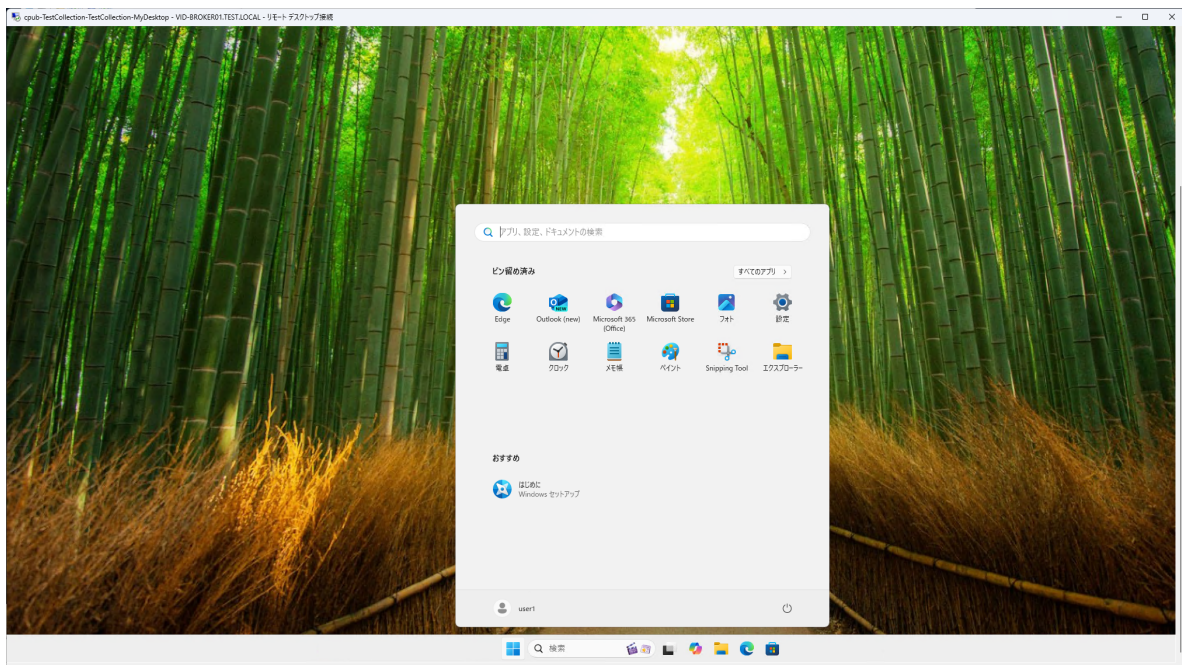 cpub-TestCollection-TestCollection-MyDesktop - VID-BROKER01.TEST.LOCAL - リモート デスクトップ接続
アプリ、設定、ドキュメントの検索
ピン留め済み
すべてのアプリ
Edge
Outlook (new)
Microsoft 365 (Office)
Microsoft Store
フォト
設定
電卓
クロック
メモ帳
ペイント
Snipping Tool
エクスプローラー
おすすめ
はじめに
Windows セットアップ
user1
検索